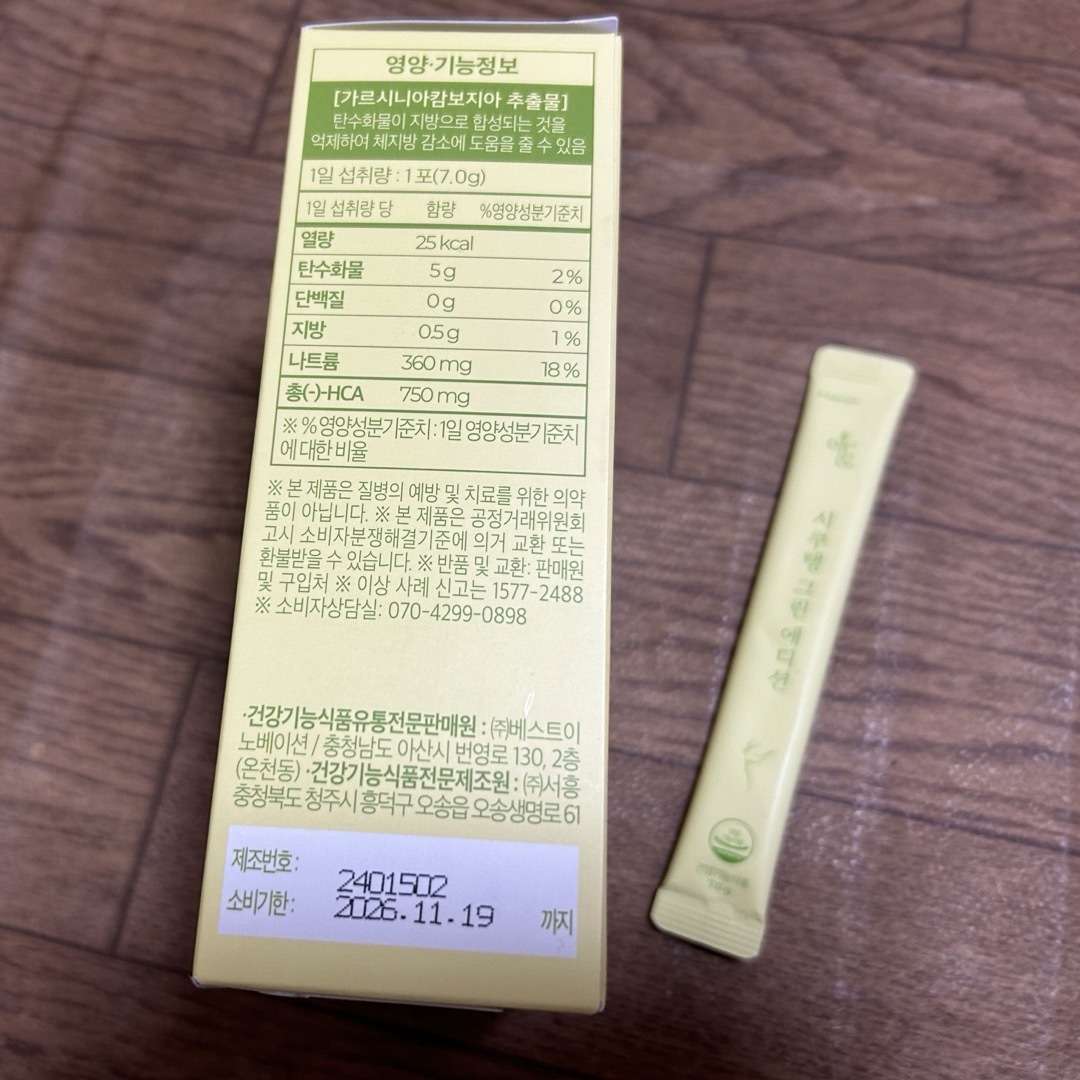 영양·기능정보
[가르시니아캄보지아 추출물]
탄수화물이 지방으로 합성되는 것을
억제하여 체지방 감소에 도움을 줄 수 있음
1일 섭취량 : 1포(7.0g)
1일 섭취량 당 함량 %영양성분기준치
열량 25 kcal
탄수화물 5 g 2 %
단백질 0 g 0 %
지방 0.5 g 1 %
나트륨 360 mg 18 %
총(-)-HCA 750 mg
※ % 영양성분기준치 : 1일 영양성분기준치
에 대한 비율
※ 본 제품은 질병의 예방 및 치료를 위한 의약
품이 아닙니다. ※ 본 제품은 공정거래위원회
고시 소비자분쟁해결기준에 의거 교환 또는
환불받을 수 있습니다. ※ 반품 및 교환: 판매원
및 구입처 ※ 이상 사례 신고는 1577-2488
※ 소비자상담실: 070-4299-0898
·건강기능식품유통전문판매원 : ㈜베스트이
노베이션 / 충청남도 아산시 번영로 130, 2층
(온천동) ·건강기능식품전문제조원 : ㈜서흥
충청북도 청주시 흥덕구 오송읍 오송생명로 61
제조번호 : 2401502
소비기한 : 2026.11.19 까지
시쿠뱅 그린 에디션
건강기능식품